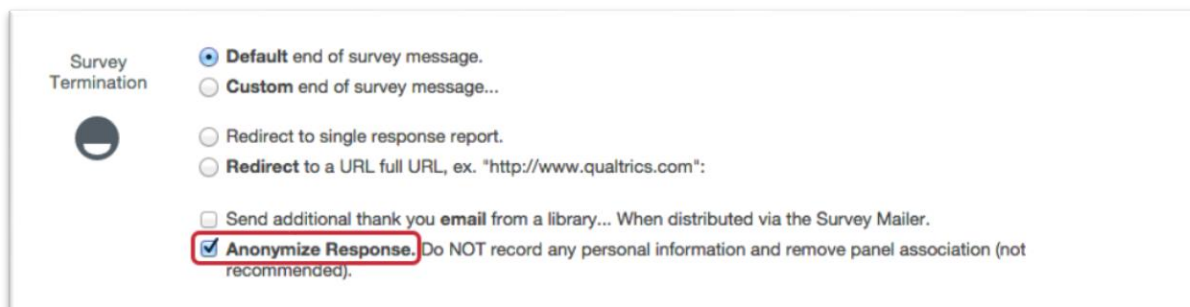 Survey
Termination
Default end of survey message.
Custom end of survey message...
Redirect to single response report.
Redirect to a URL full URL, ex. "http://www.qualtrics.com":
Send additional thank you email from a library... When distributed via the Survey Mailer.
Anonymize Response. Do NOT record any personal information and remove panel association (not
recommended).